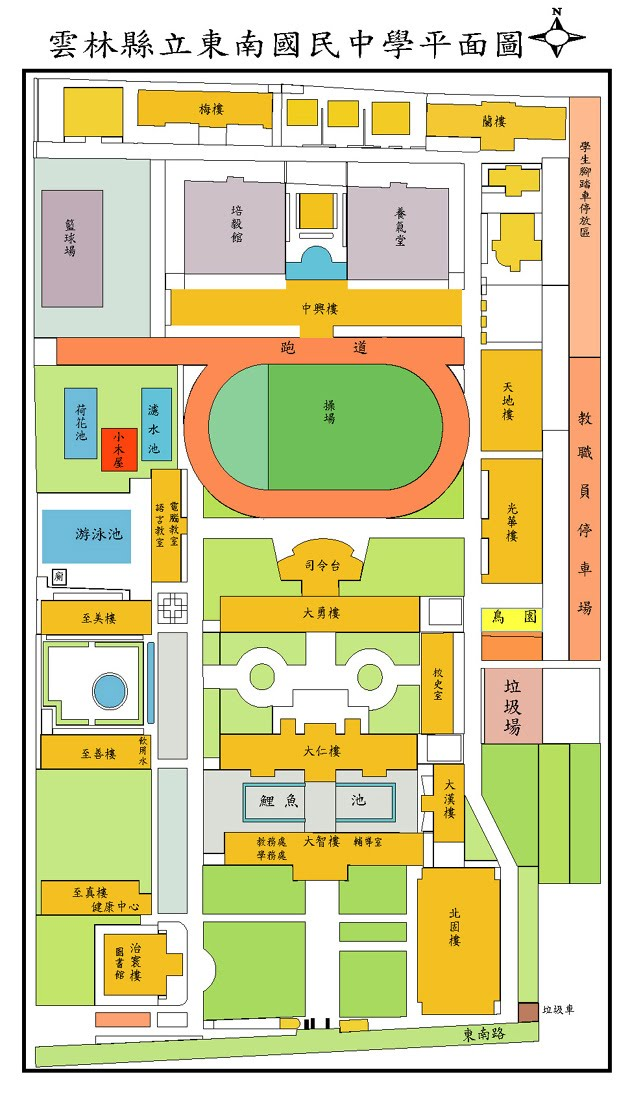 N
雲林縣立東南國民中學平面圖
梅樓
蘭樓
學生腳踏車停放區
籃球場
培毅館
養氣堂
中興樓
跑道
操場
天地樓
荷花池
小木屋
濾水池
教職員停車場
電腦教室
語言教室
光華樓
游泳池
司令台
廁
至美樓
大勇樓
鳥園
校史室
垃圾場
至善樓
飲用水
大仁樓
鯉魚池
大漢樓
教務處
學務處
大智樓
輔導室
至真樓
健康中心
北固樓
治寰樓
圖書館
垃圾車
東南路